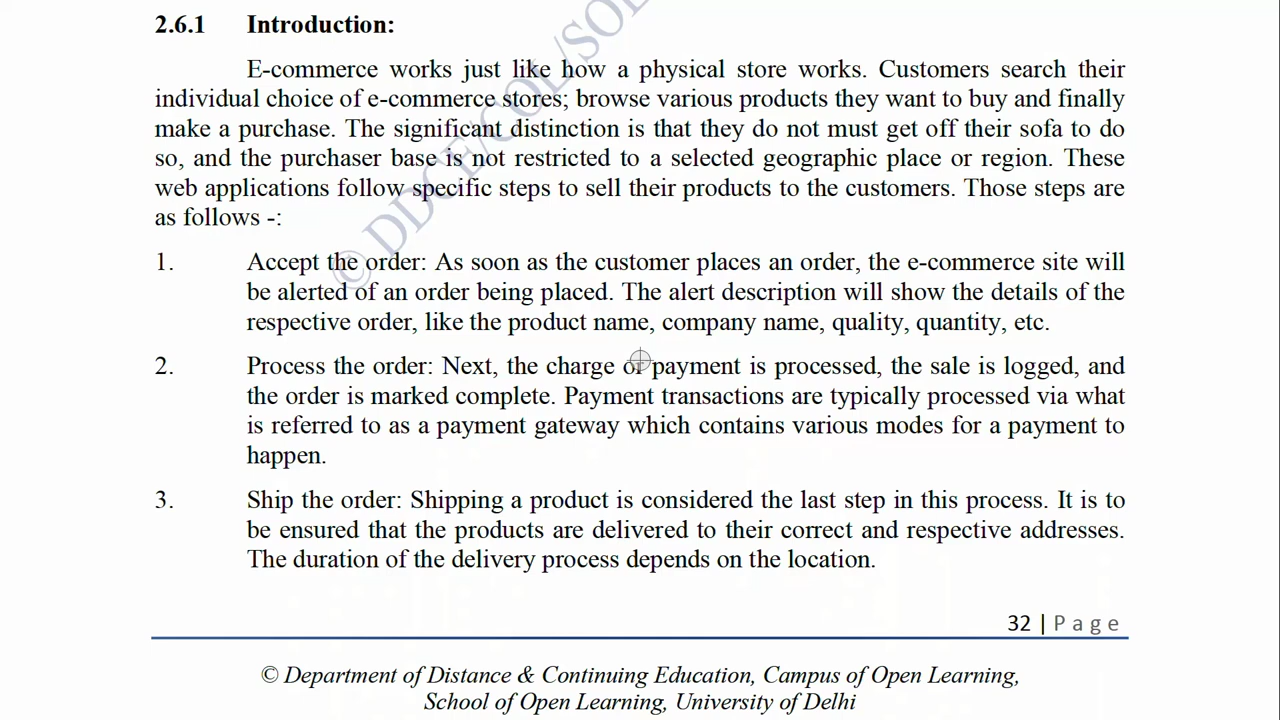 2.6.1 Introduction:
E-commerce works just like how a physical store works. Customers search their
individual choice of e-commerce stores; browse various products they want to buy and finally
make a purchase. The significant distinction is that they do not must get off their sofa to do
so, and the purchaser base is not restricted to a selected geographic place or region. These
web applications follow specific steps to sell their products to the customers. Those steps are
as follows -:
1. Accept the order: As soon as the customer places an order, the e-commerce site will
be alerted of an order being placed. The alert description will show the details of the
respective order, like the product name, company name, quality, quantity, etc.
2. Process the order: Next, the charge or payment is processed, the sale is logged, and
the order is marked complete. Payment transactions are typically processed via what
is referred to as a payment gateway which contains various modes for a payment to
happen.
3. Ship the order: Shipping a product is considered the last step in this process. It is to
be ensured that the products are delivered to their correct and respective addresses.
The duration of the delivery process depends on the location.
32 | Page
© Department of Distance & Continuing Education, Campus of Open Learning,
School of Open Learning, University of Delhi
© DDCE/COL/SOL